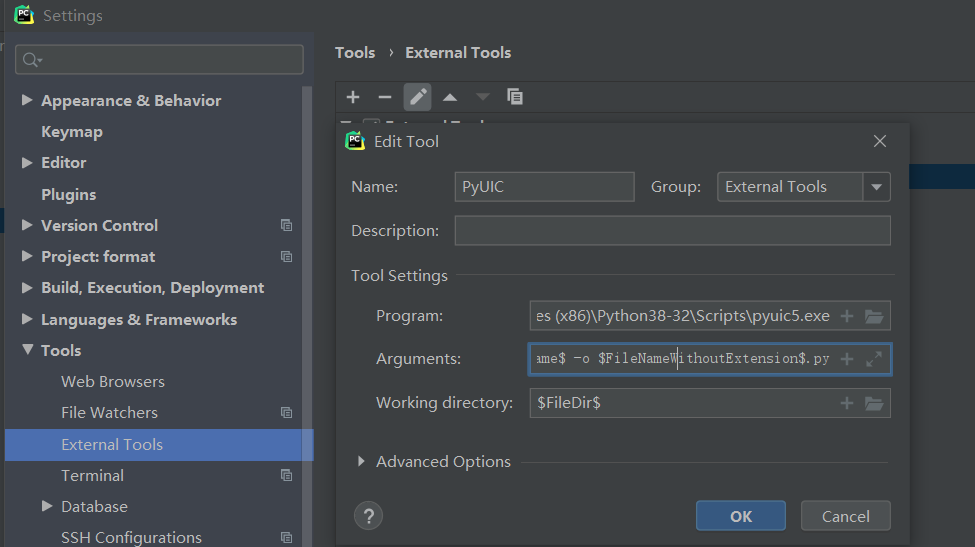 Settings
Tools › External Tools
Appearance & Behavior
Keymap
Editor
Plugins
Version Control
Project: format
Build, Execution, Deployment
Languages & Frameworks
Tools
Web Browsers
File Watchers
External Tools
Terminal
Database
SSH Configurations
Edit Tool
Name: PyUIC Group: External Tools
Description:
Tool Settings
Program: es (x86)\Python38-32\Scripts\pyuic5.exe
Arguments: ame$ -o $FileNameWithoutExtension$.py
Working directory: $FileDir$
Advanced Options
? OK Cancel